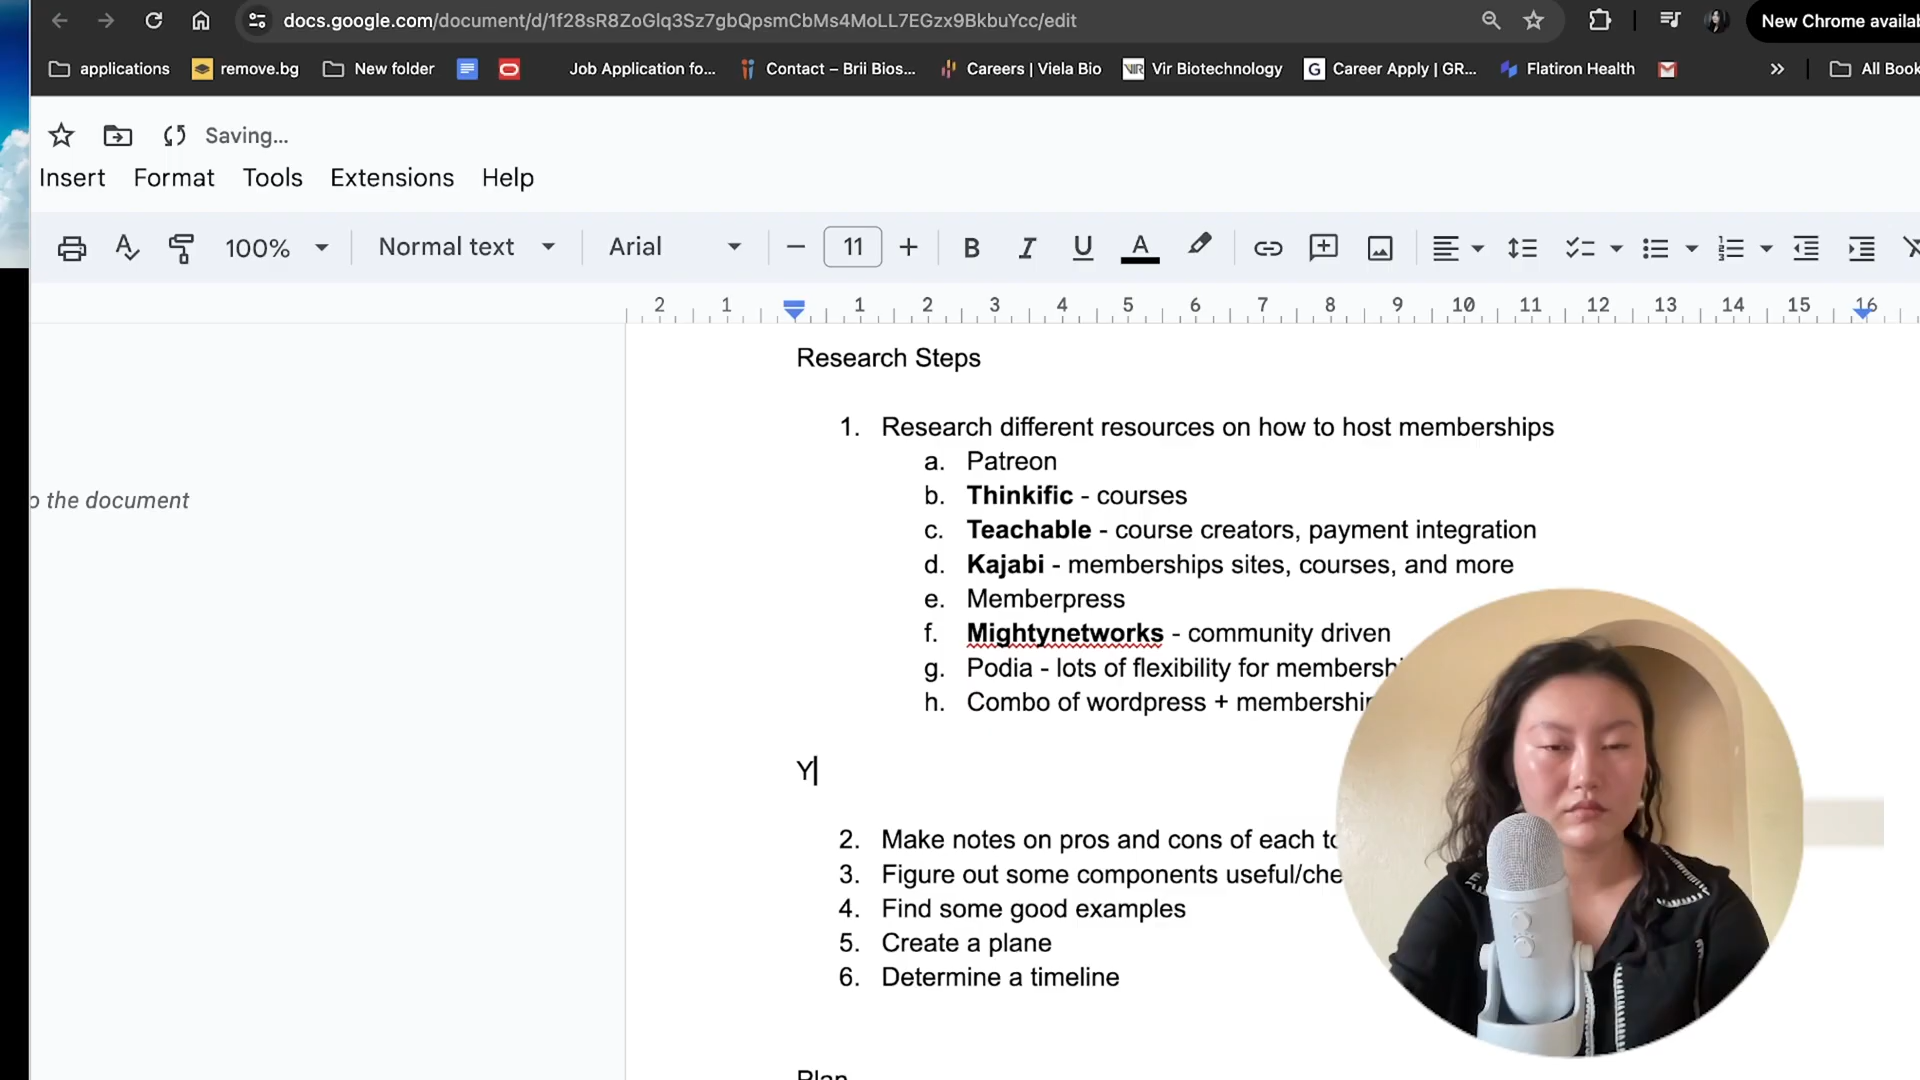 docs.google.com/document/d/1f28sR8ZoGlq3Sz7gbQpsmCbMs4MoLL7EGzx9BkbuYcc/edit
New Chrome availab
applications
remove.bg
New folder
Job Application fo...
Contact – Brii Bios...
Careers | Viela Bio
VIR Vir Biotechnology
G Career Apply | GR...
Flatiron Health
All Book
Saving...
Insert Format Tools Extensions Help
100% Normal text Arial 11 B I U A
2 1 1 2 3 4 5 6 7 8 9 10 11 12 13 14 15 16
o the document
Research Steps
1. Research different resources on how to host memberships
a. Patreon
b. Thinkific - courses
c. Teachable - course creators, payment integration
d. Kajabi - memberships sites, courses, and more
e. Memberpress
f. Mightynetworks - community driven
g. Podia - lots of flexibility for membershi
h. Combo of wordpress + membership
Y
2. Make notes on pros and cons of each to
3. Figure out some components useful/che
4. Find some good examples
5. Create a plane
6. Determine a timeline
Plan